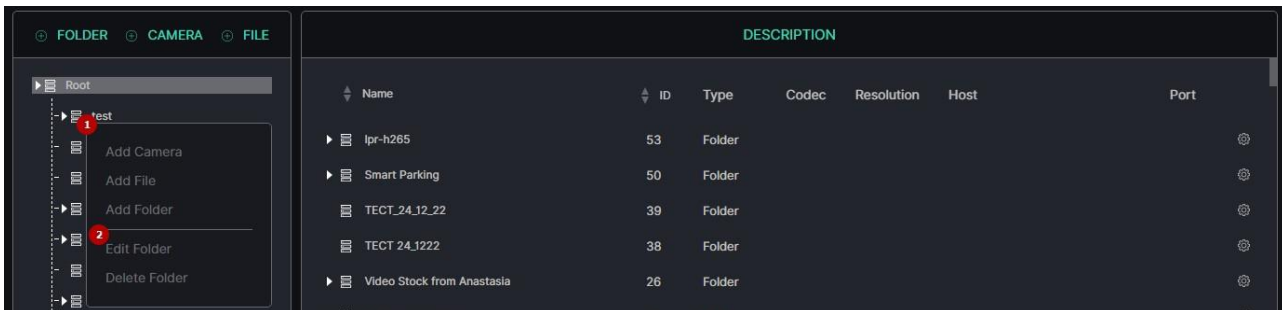 FOLDER CAMERA FILE
DESCRIPTION
Root
test
1
Add Camera
Add File
Add Folder
2
Edit Folder
Delete Folder
Name ID Type Codec Resolution Host Port
lpr-h265 53 Folder
Smart Parking 50 Folder
ТЕСТ_24_12_22 39 Folder
ТЕСТ 24_1222 38 Folder
Video Stock from Anastasia 26 Folder